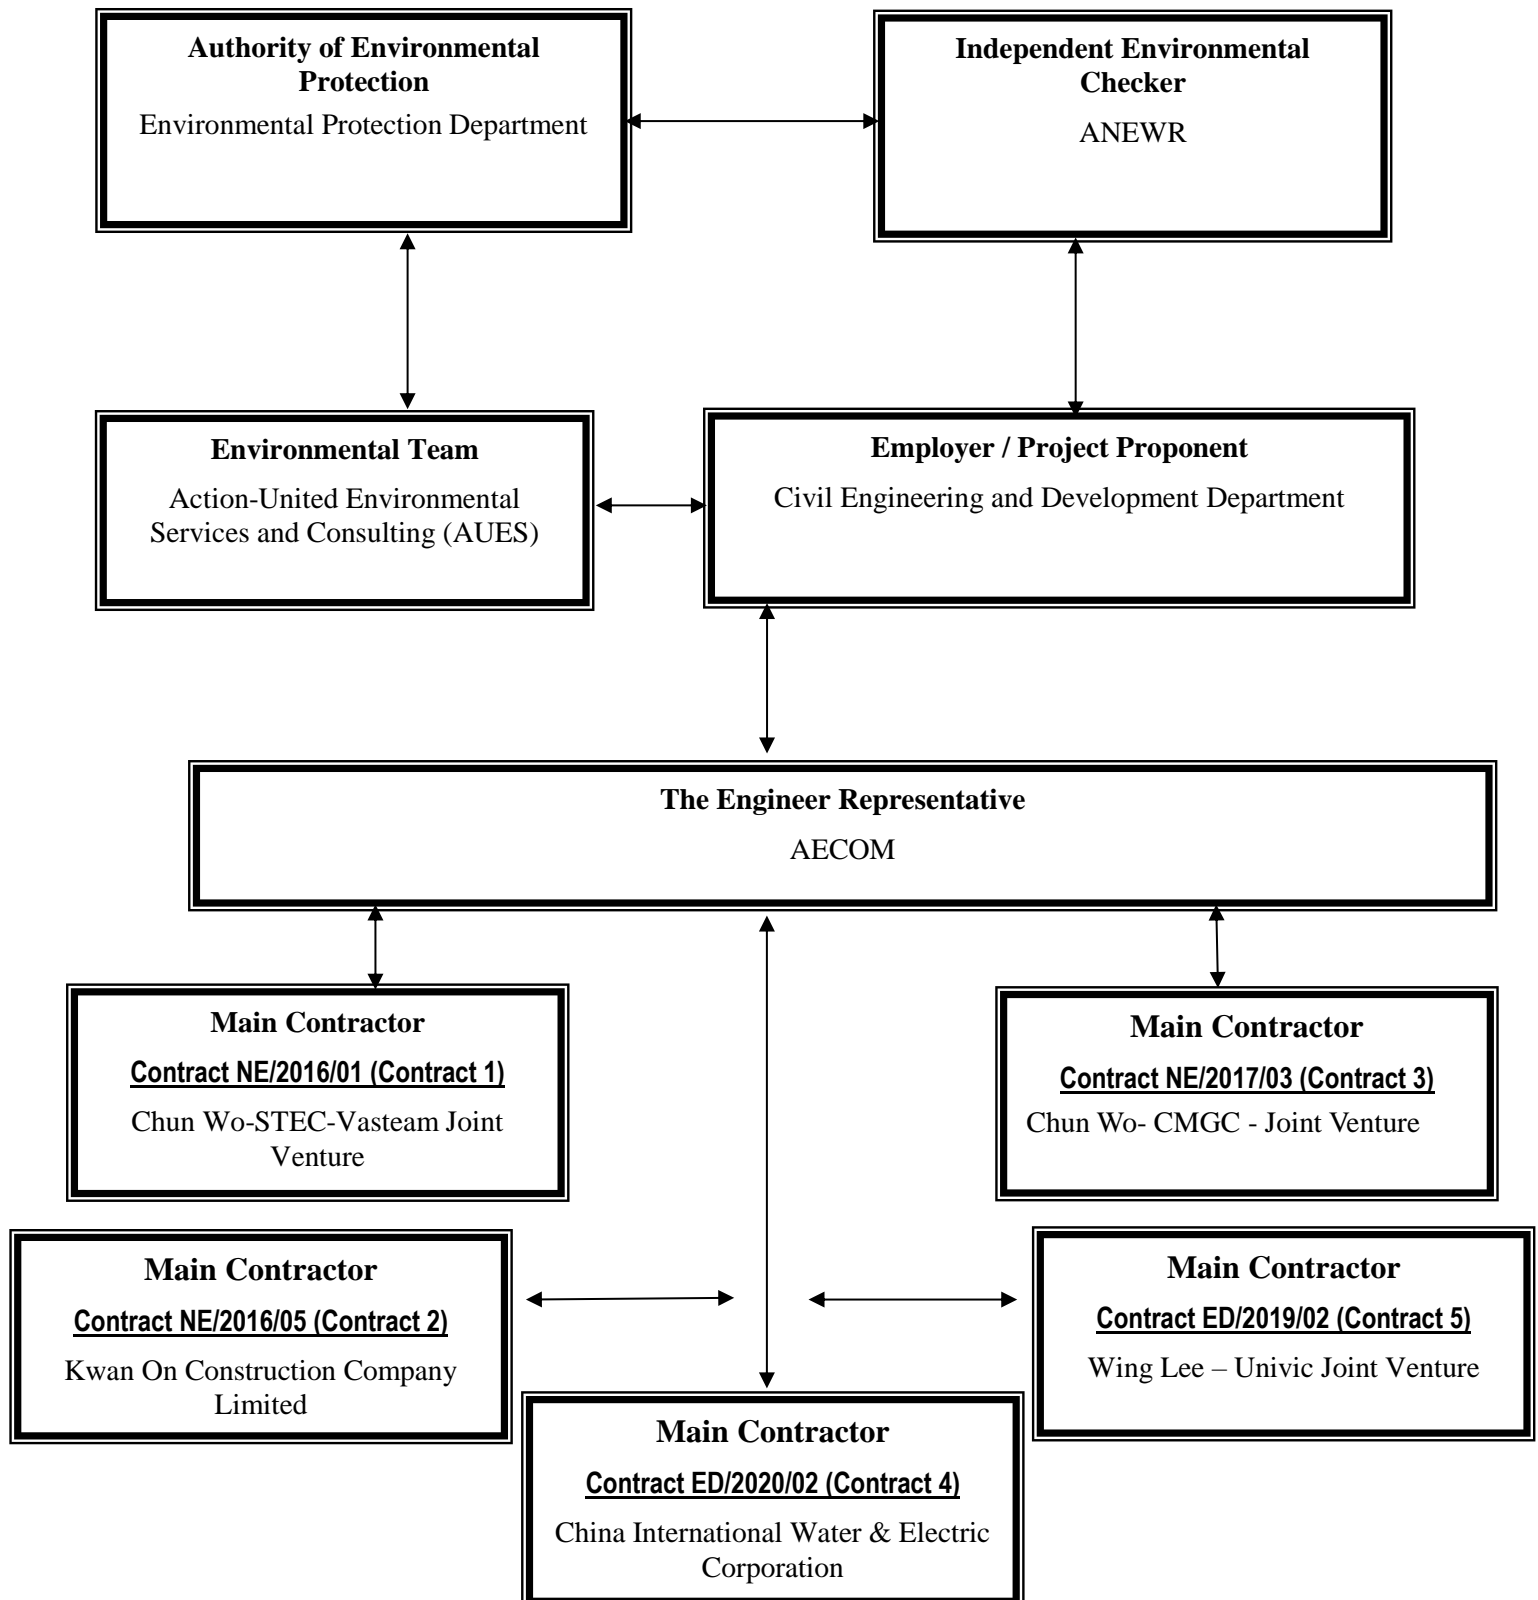 Authority of Environmental
Protection
Environmental Protection Department
Independent Environmental
Checker
ANEWR
Environmental Team
Action-United Environmental
Services and Consulting (AUES)
Employer / Project Proponent
Civil Engineering and Development Department
The Engineer Representative
AECOM
Main Contractor
Contract NE/2016/01 (Contract 1)
Chun Wo-STEC-Vasteam Joint
Venture
Main Contractor
Contract NE/2017/03 (Contract 3)
Chun Wo- CMGC - Joint Venture
Main Contractor
Contract NE/2016/05 (Contract 2)
Kwan On Construction Company
Limited
Main Contractor
Contract ED/2019/02 (Contract 5)
Wing Lee – Univic Joint Venture
Main Contractor
Contract ED/2020/02 (Contract 4)
China International Water & Electric
Corporation